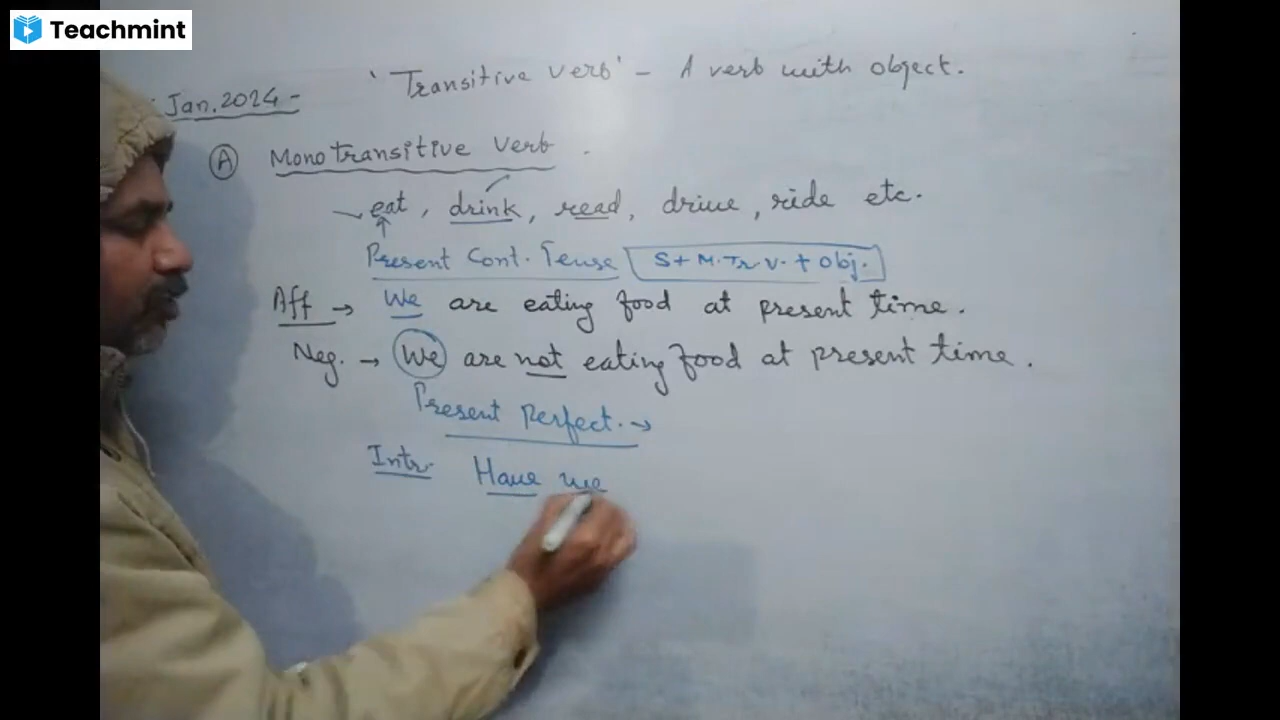 Teachmint
'Transitive verb' - A verb with object.
Jan. 2024 -
(A) Monotransitive verb.
eat, drink, read, drive, ride etc.
Present Cont. Tense S + M. Tr V. + Obj.
Aff → We are eating food at present time.
Neg. → We are not eating food at present time.
Present Perfect. →
Intr. Have we